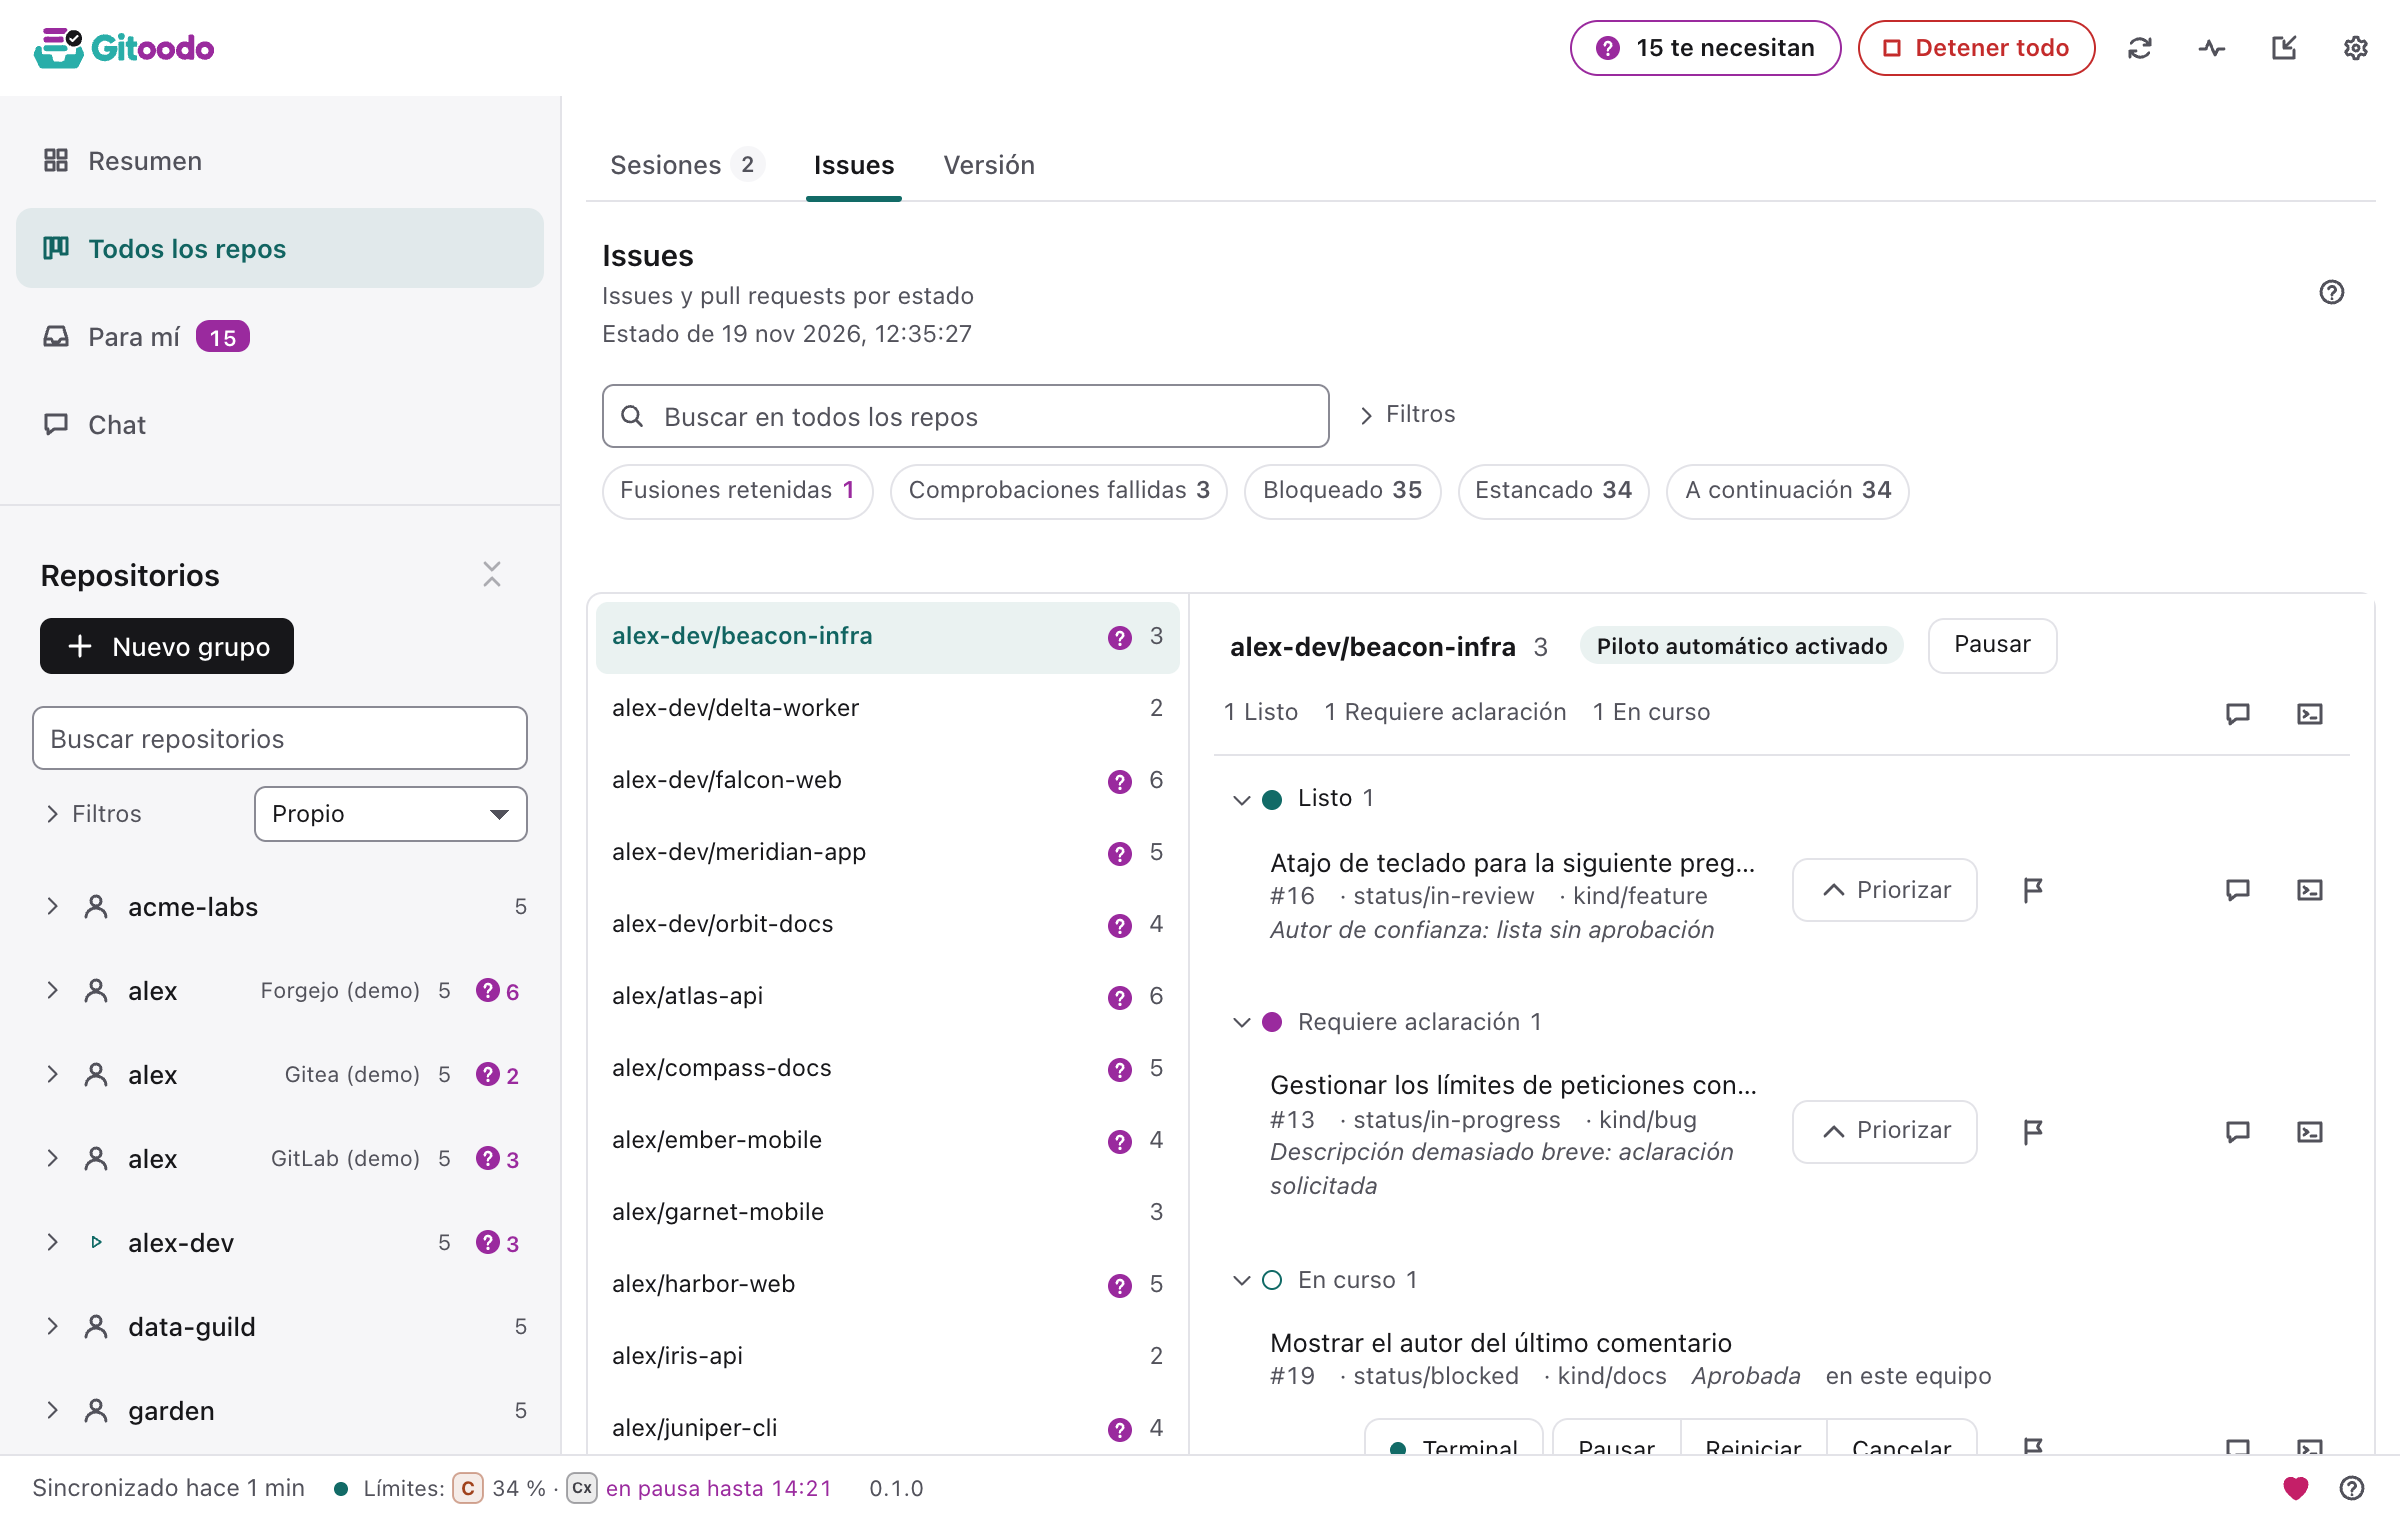 Gitoodo
15 te necesitan
Detener todo
Resumen
Todos los repos
Para mí 15
Chat
Repositorios
Nuevo grupo
Buscar repositorios
Filtros
Propio
acme-labs 5
alex Forgejo (demo) 5 ? 6
alex Gitea (demo) 5 ? 2
alex GitLab (demo) 5 ? 3
alex-dev 5 ? 3
data-guild 5
garden 5
Sesiones 2
Issues
Versión
Issues
Issues y pull requests por estado
Estado de 19 nov 2026, 12:35:27
Buscar en todos los repos
Filtros
Fusiones retenidas 1
Comprobaciones fallidas 3
Bloqueado 35
Estancado 34
A continuación 34
alex-dev/beacon-infra ? 3
alex-dev/delta-worker 2
alex-dev/falcon-web ? 6
alex-dev/meridian-app ? 5
alex-dev/orbit-docs ? 4
alex/atlas-api ? 6
alex/compass-docs ? 5
alex/ember-mobile ? 4
alex/garnet-mobile 3
alex/harbor-web ? 5
alex/iris-api 2
alex/juniper-cli ? 4
alex-dev/beacon-infra 3 Piloto automático activado Pausar
1 Listo 1 Requiere aclaración 1 En curso
Listo 1
Atajo de teclado para la siguiente preg...
#16 · status/in-review · kind/feature
Autor de confianza: lista sin aprobación
Priorizar
Requiere aclaración 1
Gestionar los límites de peticiones con...
#13 · status/in-progress · kind/bug
Descripción demasiado breve: aclaración
solicitada
Priorizar
En curso 1
Mostrar el autor del último comentario
#19 · status/blocked · kind/docs Aprobada en este equipo
Terminal Pausar Reiniciar Cancelar
Sincronizado hace 1 min Límites: C 34 % · Cx en pausa hasta 14:21 0.1.0